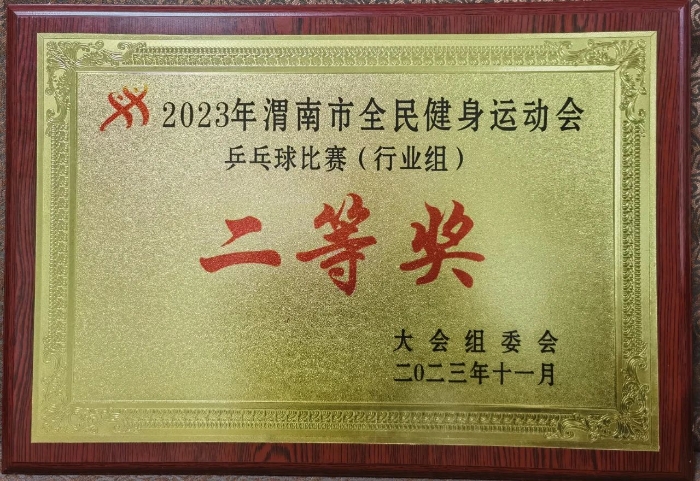 2023年渭南市全民健身运动会
乒乓球比赛（行业组）
二等奖
大会组委会
二〇二三年十一月